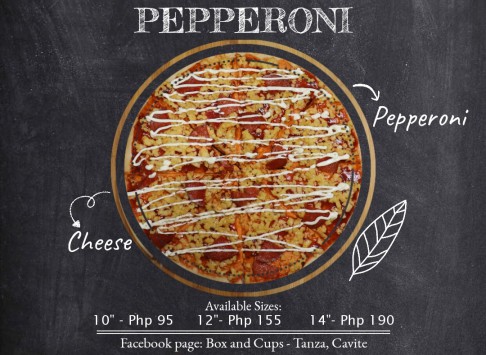 PEPPERONI
Pepperoni
Cheese
Available Sizes:
10" - Php 95 12"- Php 155 14"- Php 190
Facebook page: Box and Cups - Tanza, Cavite